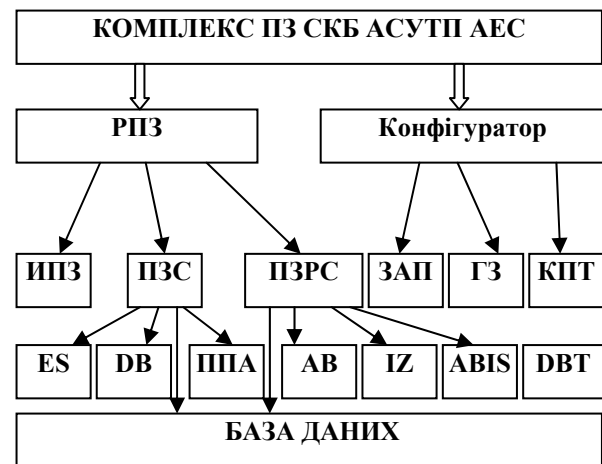 КОМПЛЕКС ПЗ СКБ АСУТП АЕС
РПЗ Конфігуратор
ИПЗ ПЗС ПЗРС ЗАП ГЗ КПТ
ES DB ППА АВ IZ ABIS DBT
БАЗА ДАНИХ